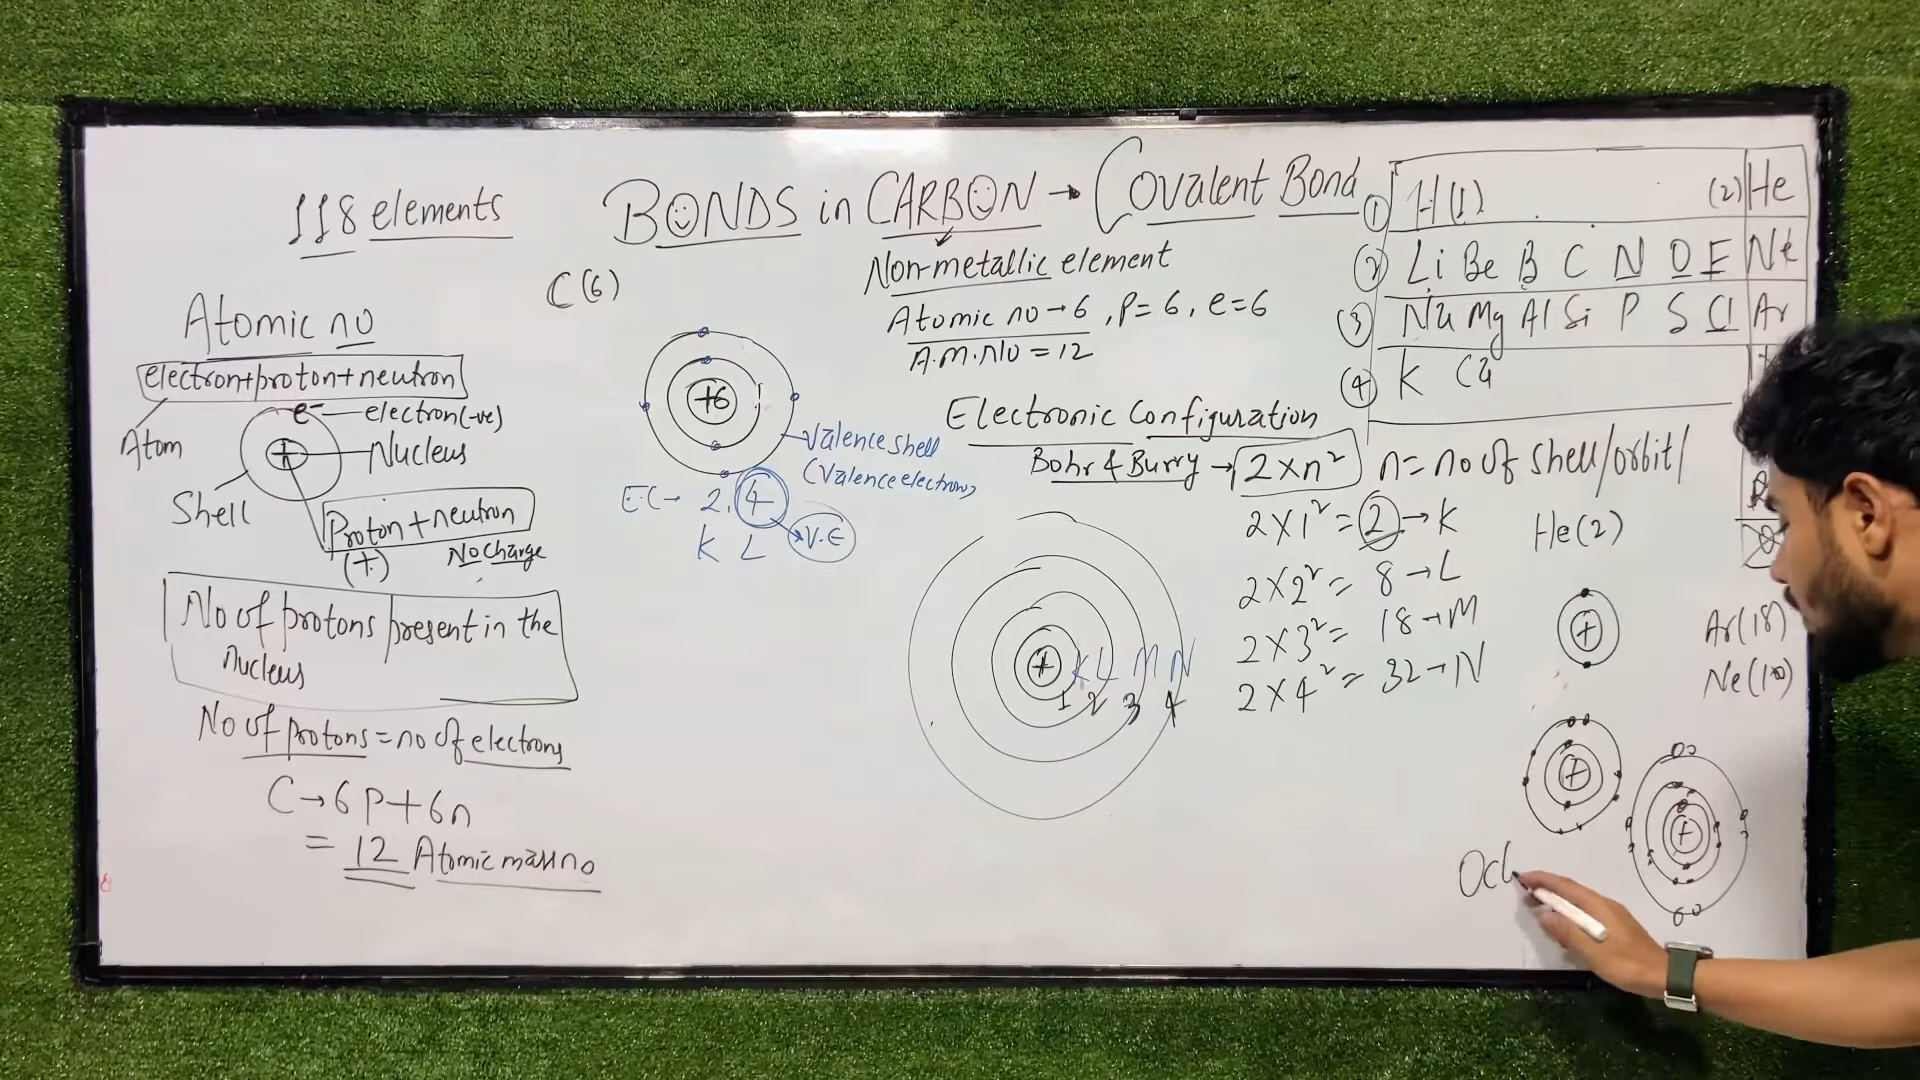 118 elements
BONDS in CARBON → Covalent Bond
Non-metallic element
Atomic no → 6, P = 6, e = 6
A.M.No = 12
C(6)
Atomic no
electron+proton+neutron
Atom
e- electron(-ve)
Nucleus
Shell
Proton + neutron
(+) No charge
No of protons present in the
nucleus
No of protons = no of electrons
C → 6P + 6n
= 12 Atomic mass no
+6
Valence shell
(Valence electrons)
E.C → 2, 4
V.E
K L
Electronic Configuration
Bohr & Burry → 2×n² n = no of shell/orbit/
2×1² = 2 → K
2×2² = 8 → L
2×3² = 18 → M
2×4² = 32 → N
+ K L M N
1 2 3 4
① H(1) (2) He
② Li Be B C N O F Ne
③ Na Mg Al Si P S Cl Ar
④ K Ca
He(2)
+
Ar(18)
Ne(10)
+
+
Oct